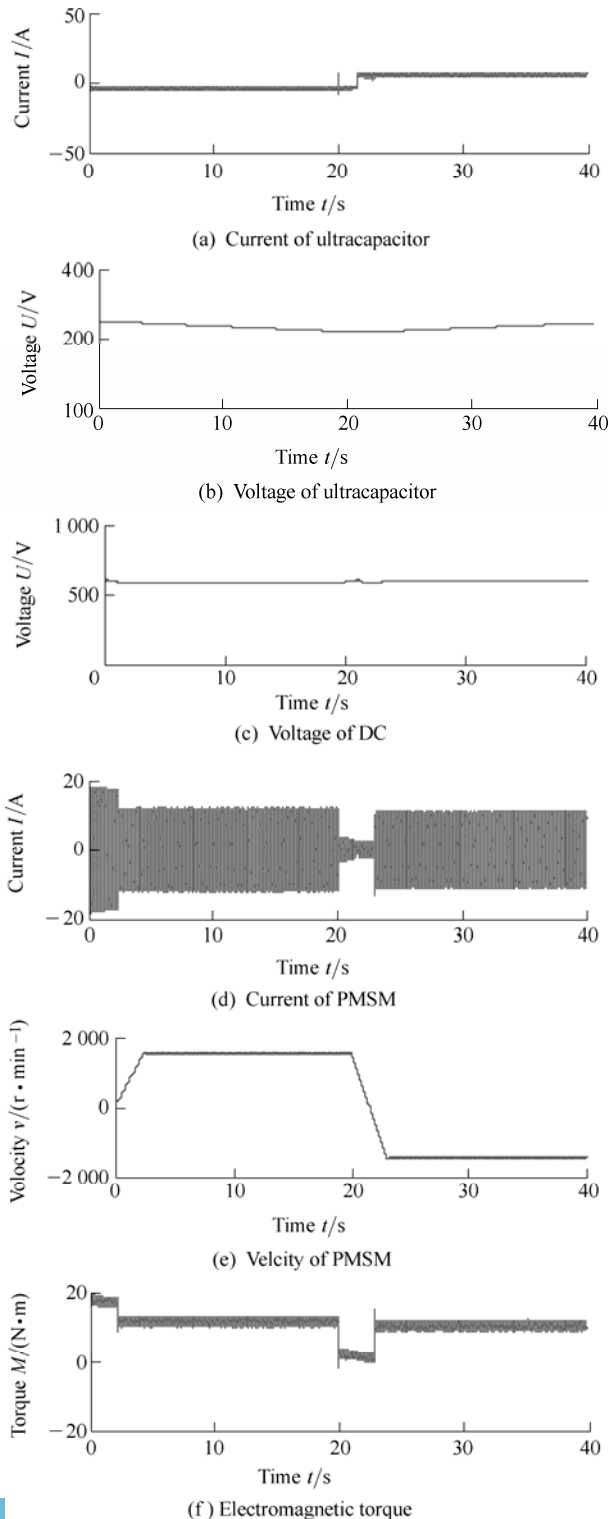 50
0
−50
Current I/A
0 10 20 30 40
Time t/s
(a) Current of ultracapacitor
400
200
100
Voltage U/V
0 10 20 30 40
Time t/s
(b) Voltage of ultracapacitor
1 000
500
0
Voltage U/V
10 20 30 40
Time t/s
(c) Voltage of DC
20
0
−20
Current I/A
0 10 20 30 40
Time t/s
(d) Current of PMSM
2 000
0
−2 000
Volocity v/(r • min⁻¹)
0 10 20 30 40
Time t/s
(e) Velcity of PMSM
20
0
−20
Torque M/(N•m)
0 10 20 30 40
Time t/s
(f) Electromagnetic torque